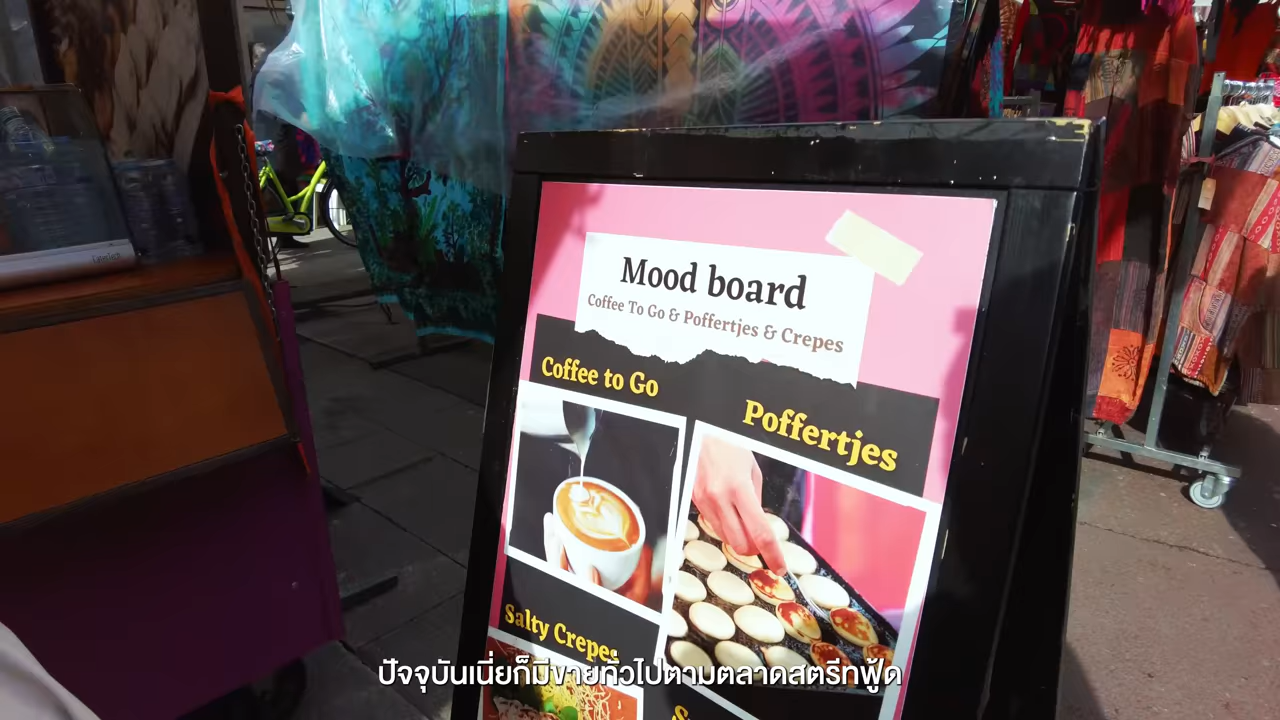 Mood board
Coffee To Go & Poffertjes & Crepes
Coffee to Go
Poffertjes
Salty Crepes
ปัจจุบันเนี่ยก็มีขายทั่วไปตามตลาดสตรีทฟู้ด